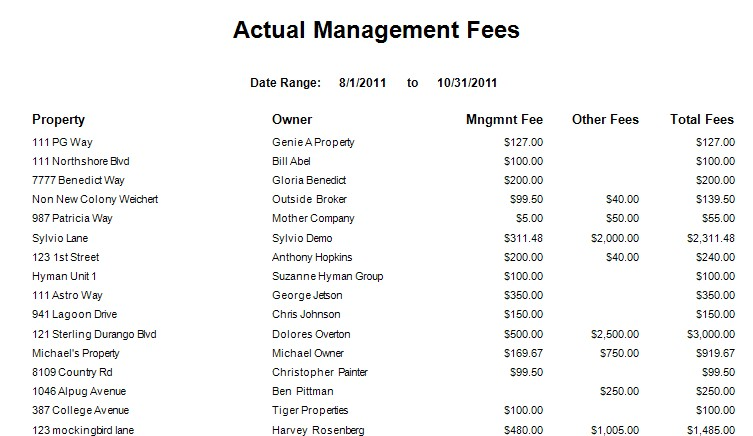 Actual Management Fees
Date Range: 8/1/2011 to 10/31/2011
Property Owner Mngmnt Fee Other Fees Total Fees
111 PG Way Genie A Property $127.00 $127.00
111 Northshore Blvd Bill Abel $100.00 $100.00
7777 Benedict Way Gloria Benedict $200.00 $200.00
Non New Colony Weichert Outside Broker $99.50 $40.00 $139.50
987 Patricia Way Mother Company $5.00 $50.00 $55.00
Sylvio Lane Sylvio Demo $311.48 $2,000.00 $2,311.48
123 1st Street Anthony Hopkins $200.00 $40.00 $240.00
Hyman Unit 1 Suzanne Hyman Group $100.00 $100.00
111 Astro Way George Jetson $350.00 $350.00
941 Lagoon Drive Chris Johnson $150.00 $150.00
121 Sterling Durango Blvd Dolores Overton $500.00 $2,500.00 $3,000.00
Michael's Property Michael Owner $169.67 $750.00 $919.67
8109 Country Rd Christopher Painter $99.50 $99.50
1046 Alpug Avenue Ben Pittman $250.00 $250.00
387 College Avenue Tiger Properties $100.00 $100.00
123 mockingbird lane Harvey Rosenberg $480.00 $1,005.00 $1,485.00